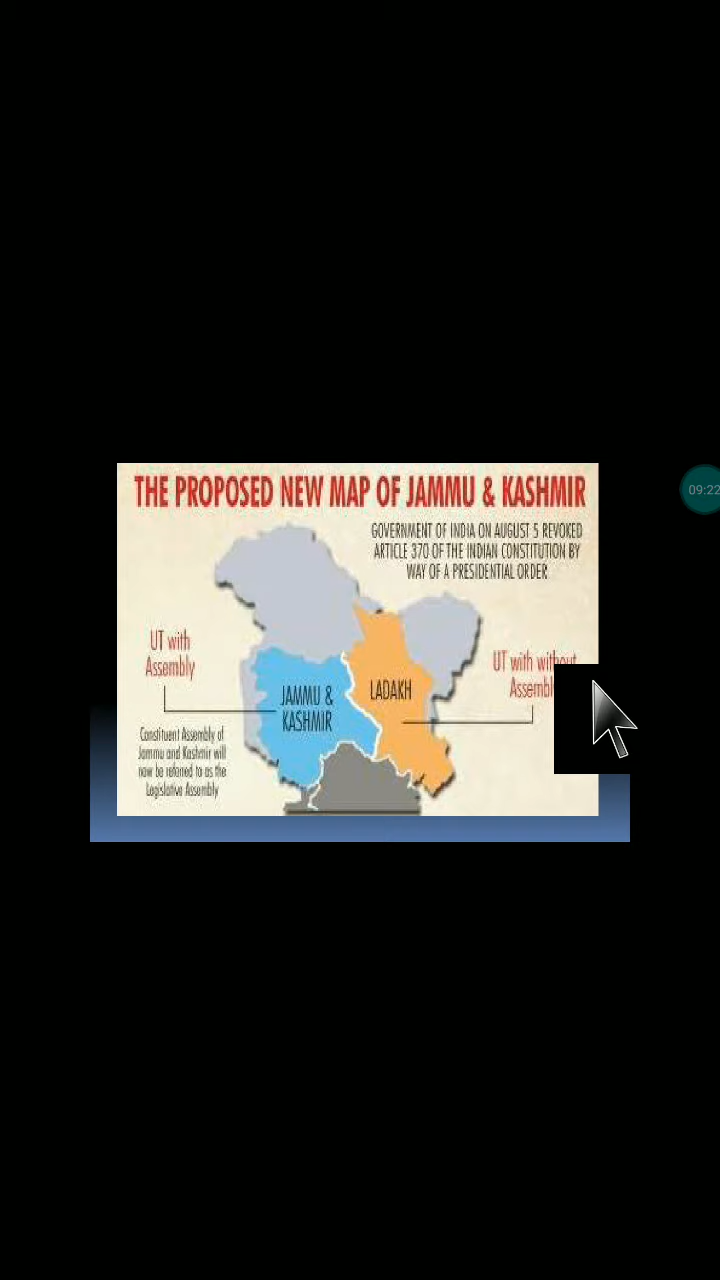 THE PROPOSED NEW MAP OF JAMMU & KASHMIR
GOVERNMENT OF INDIA ON AUGUST 5 REVOKED
ARTICLE 370 OF THE INDIAN CONSTITUTION BY
WAY OF A PRESIDENTIAL ORDER
UT with
Assembly
UT with without
JAMMU &
KASHMIR
LADAKH
Constituent Assembly of
Jammu and Kashmir will
now be referred to as the
Legislative Assembly
09:22